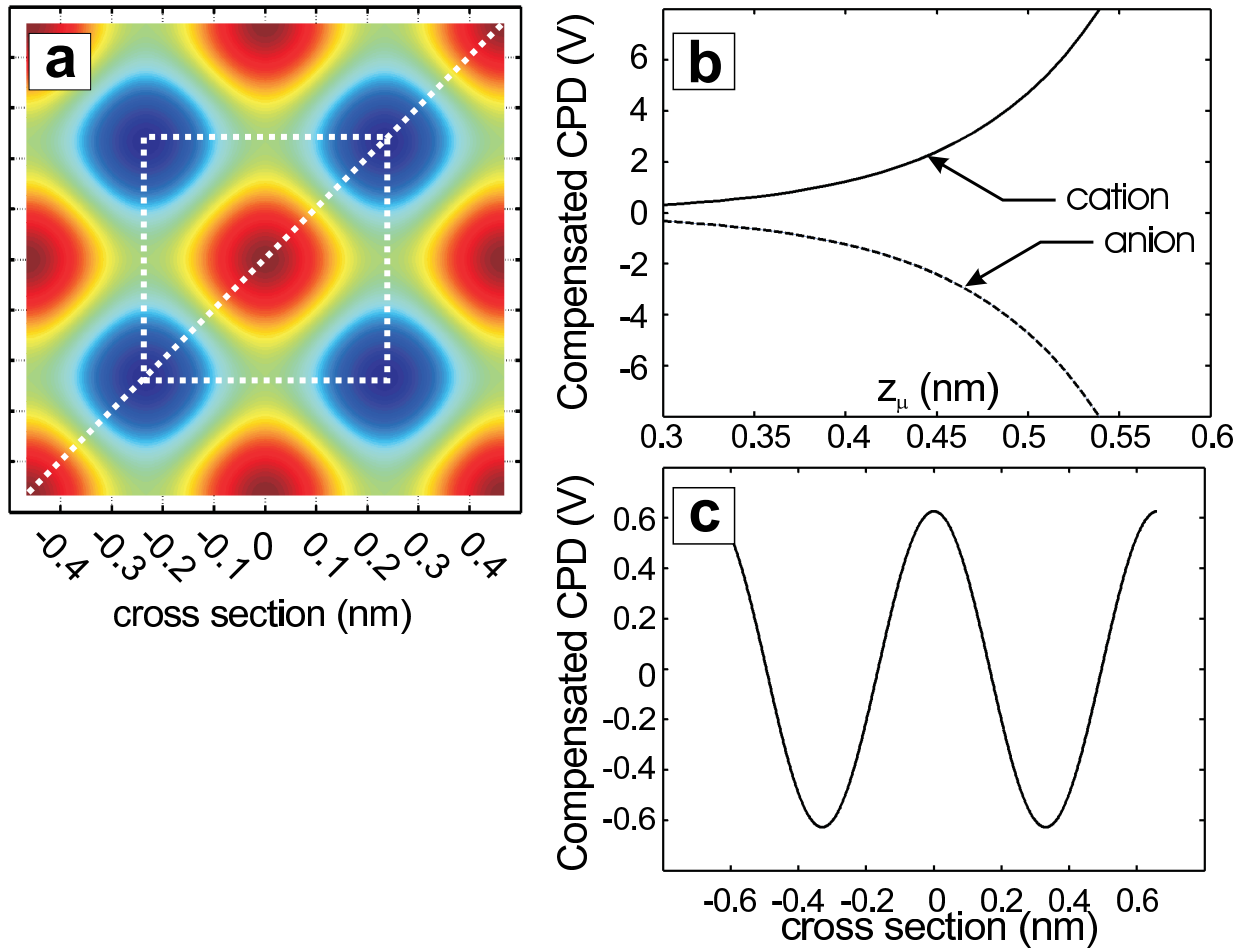 a
-0.4 -0.3 -0.2 -0.1 0 0.1 0.2 0.3 0.4
cross section (nm)
b
Compensated CPD (V)
6
4
2
0
-2
-4
-6
cation
anion
zμ (nm)
0.3 0.35 0.4 0.45 0.5 0.55 0.6
c
Compensated CPD (V)
0.6
0.4
0.2
0
-0.2
-0.4
-0.6
-0.6 -0.4 -0.2 0 0.2 0.4 0.6
cross section (nm)